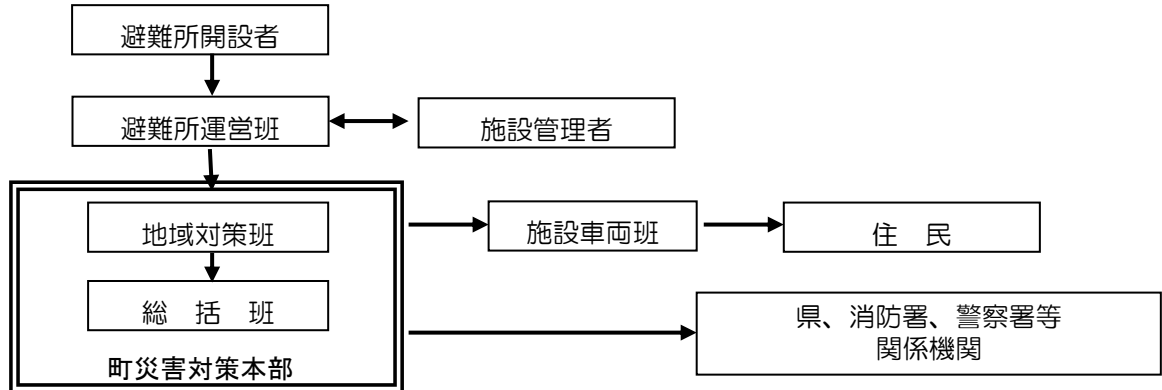 避難所開設者
避難所運営班
施設管理者
地域対策班
施設車両班
住　民
総　括　班
県、消防署、警察署等
関係機関
町災害対策本部